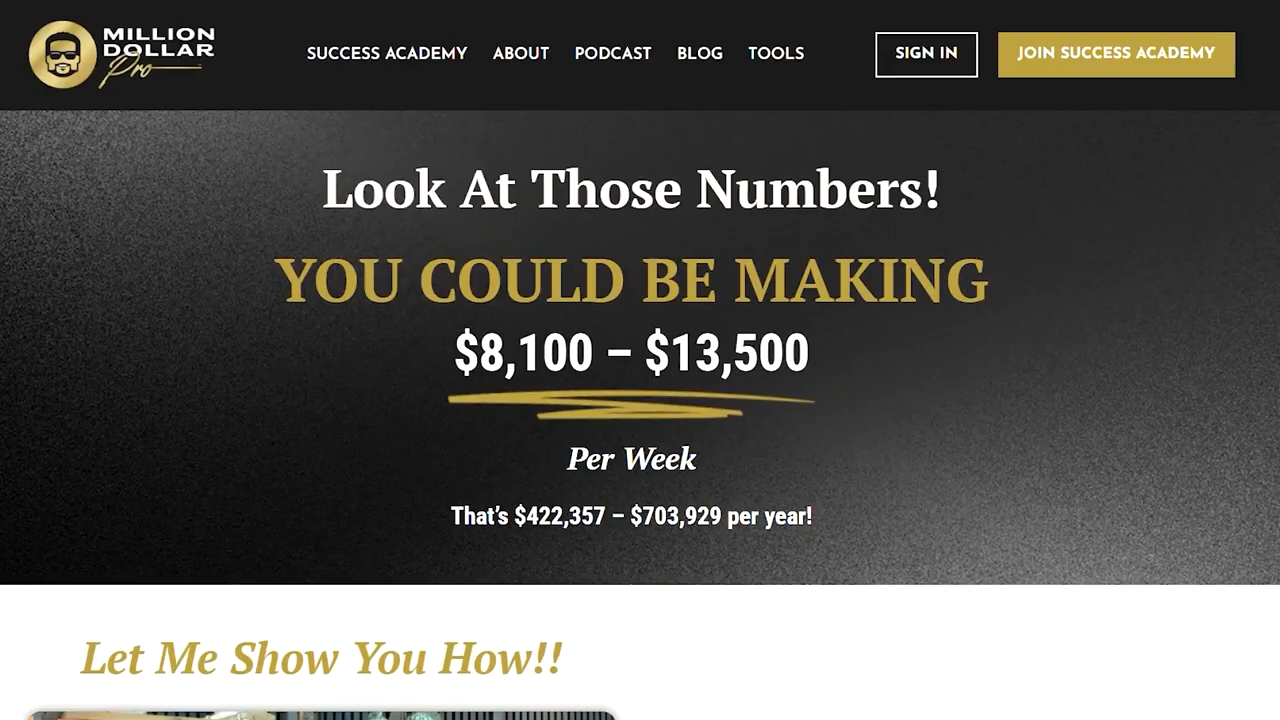 MILLION
DOLLAR
Pro
SUCCESS ACADEMY
ABOUT
PODCAST
BLOG
TOOLS
SIGN IN
JOIN SUCCESS ACADEMY
Look At Those Numbers!
YOU COULD BE MAKING
$8,100 – $13,500
Per Week
That’s $422,357 – $703,929 per year!
Let Me Show You How!!